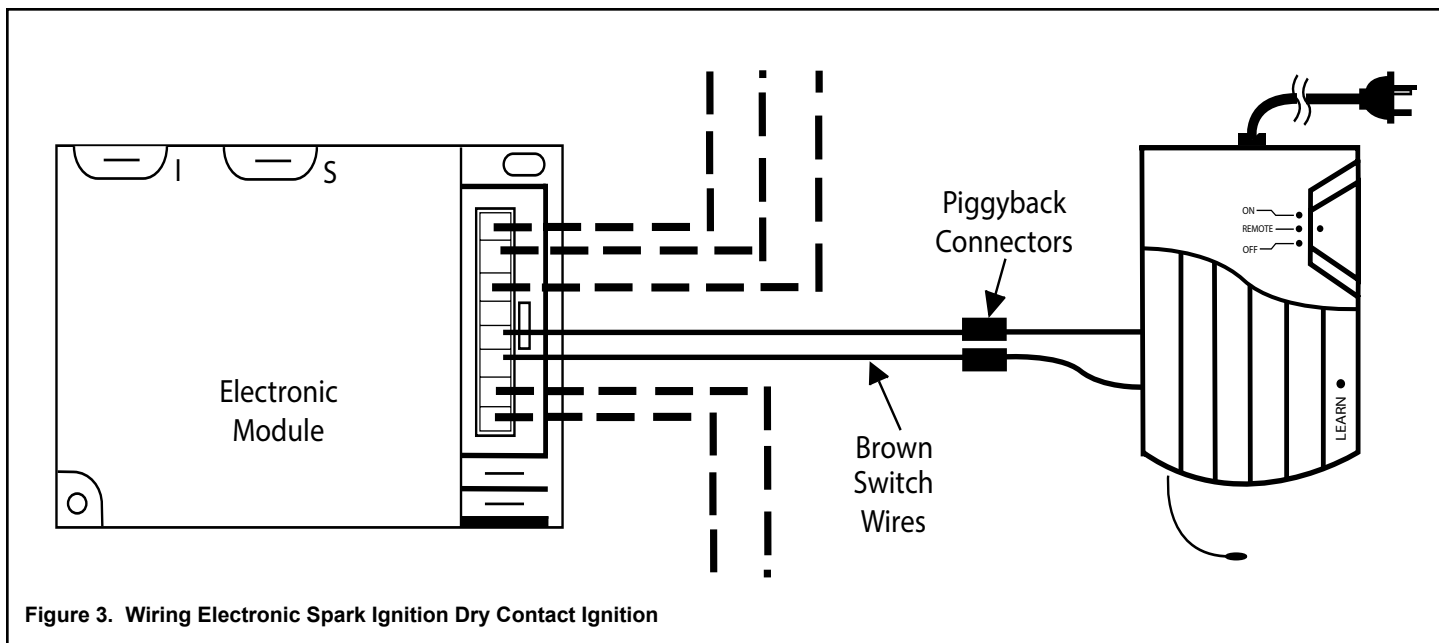 I
S
Electronic
Module
Piggyback
Connectors
Brown
Switch
Wires
ON
REMOTE
OFF
LEARN
Figure 3. Wiring Electronic Spark Ignition Dry Contact Ignition